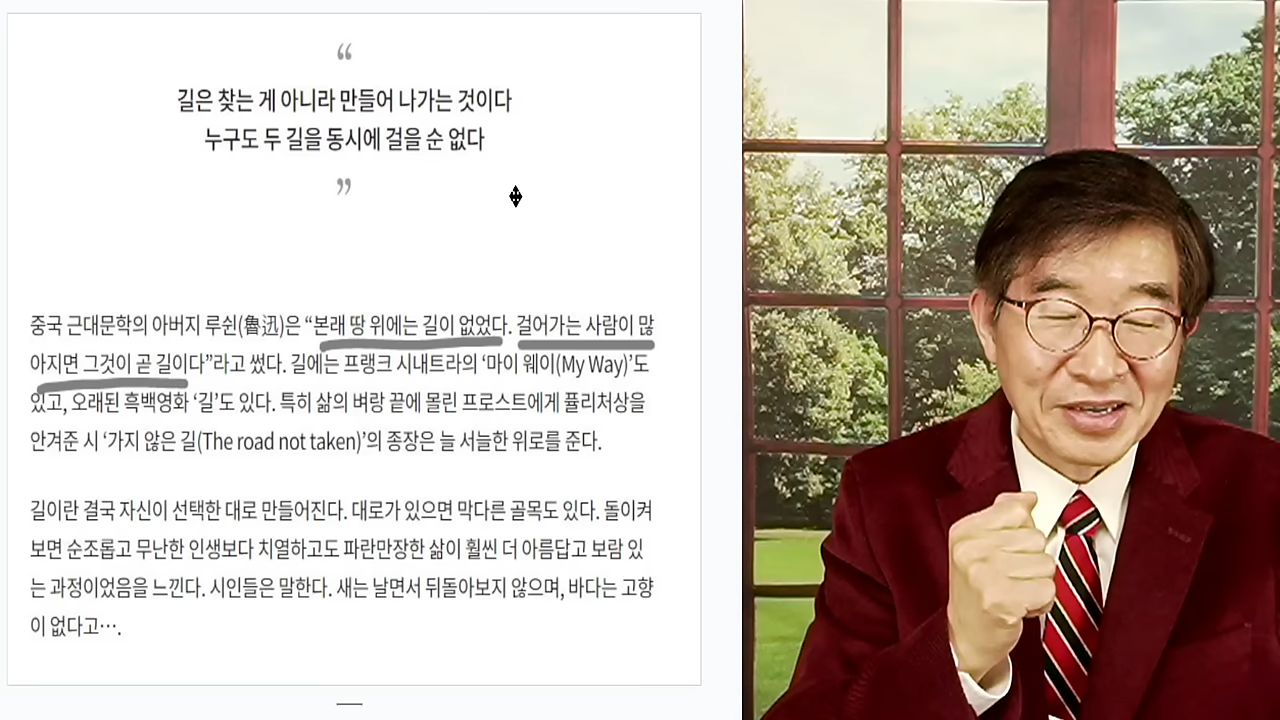 “
길은 찾는 게 아니라 만들어 나가는 것이다
누구도 두 길을 동시에 걸을 순 없다
”
중국 근대문학의 아버지 루쉰(魯迅)은 “본래 땅 위에는 길이 없었다. 걸어가는 사람이 많
아지면 그것이 곧 길이다”라고 썼다. 길에는 프랭크 시내트라의 ‘마이 웨이(My Way)’도
있고, 오래된 흑백영화 ‘길’도 있다. 특히 삶의 벼랑 끝에 몰린 프로스트에게 퓰리처상을
안겨준 시 ‘가지 않은 길(The road not taken)’의 종장은 늘 서늘한 위로를 준다.
길이란 결국 자신이 선택한 대로 만들어진다. 대로가 있으면 막다른 골목도 있다. 돌이켜
보면 순조롭고 무난한 인생보다 치열하고도 파란만장한 삶이 훨씬 더 아름답고 보람 있
는 과정이었음을 느낀다. 시인들은 말한다. 새는 날면서 뒤돌아보지 않으며, 바다는 고향
이 없다고….